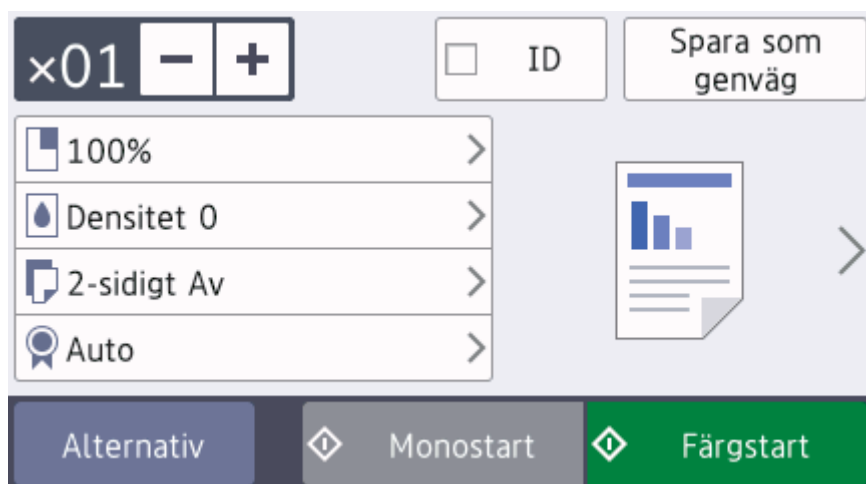 ×01 − +
ID
Spara som
genväg
100%
Densitet 0
2-sidigt Av
Auto
Alternativ
Monostart
Färgstart